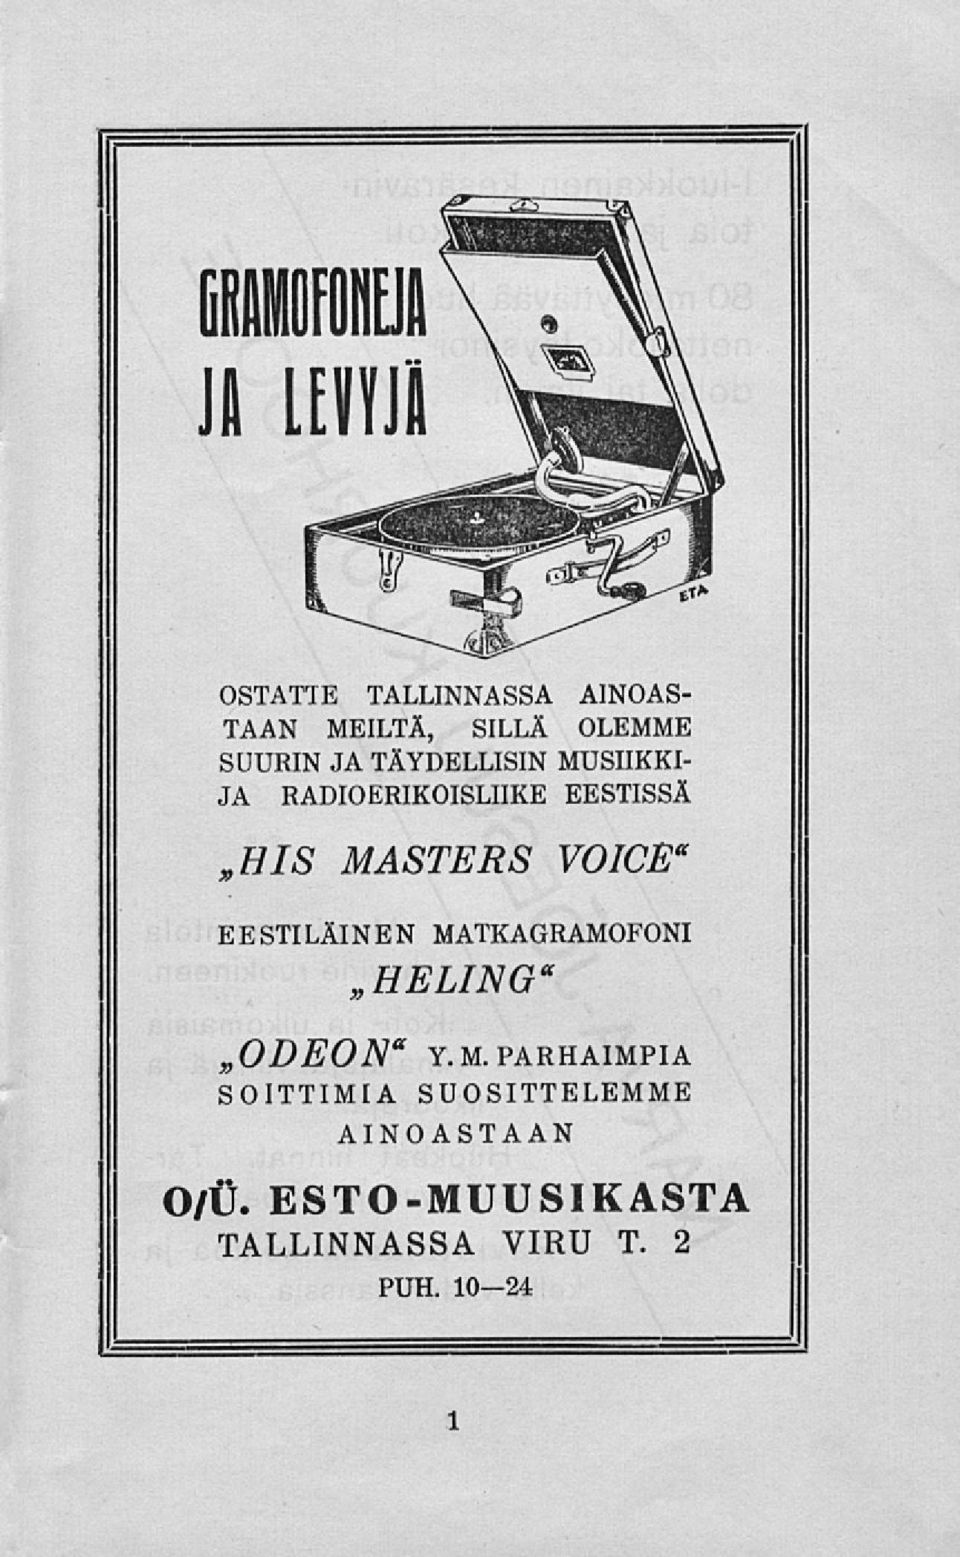 GRAMOFONEJA
JA LEVYJÄ
ETA
OSTATTE TALLINNASSA AINOAS-
TAAN MEILTÄ, SILLÄ OLEMME
SUURIN JA TÄYDELLISIN MUSIIKKI-
JA RADIOERIKOISLIIKE EESTISSÄ
„HIS MASTERS VOICE“
EESTILÄINEN MATKAGRAMOFONI
„HELING“
„ODEON“ Y. M. PARHAIMPIA
SOITTIMIA SUOSITTELEMME
AINOASTAAN
O/Ü. ESTO-MUUSIKASTA
TALLINNASSA VIRU T. 2
PUH. 10—24
1